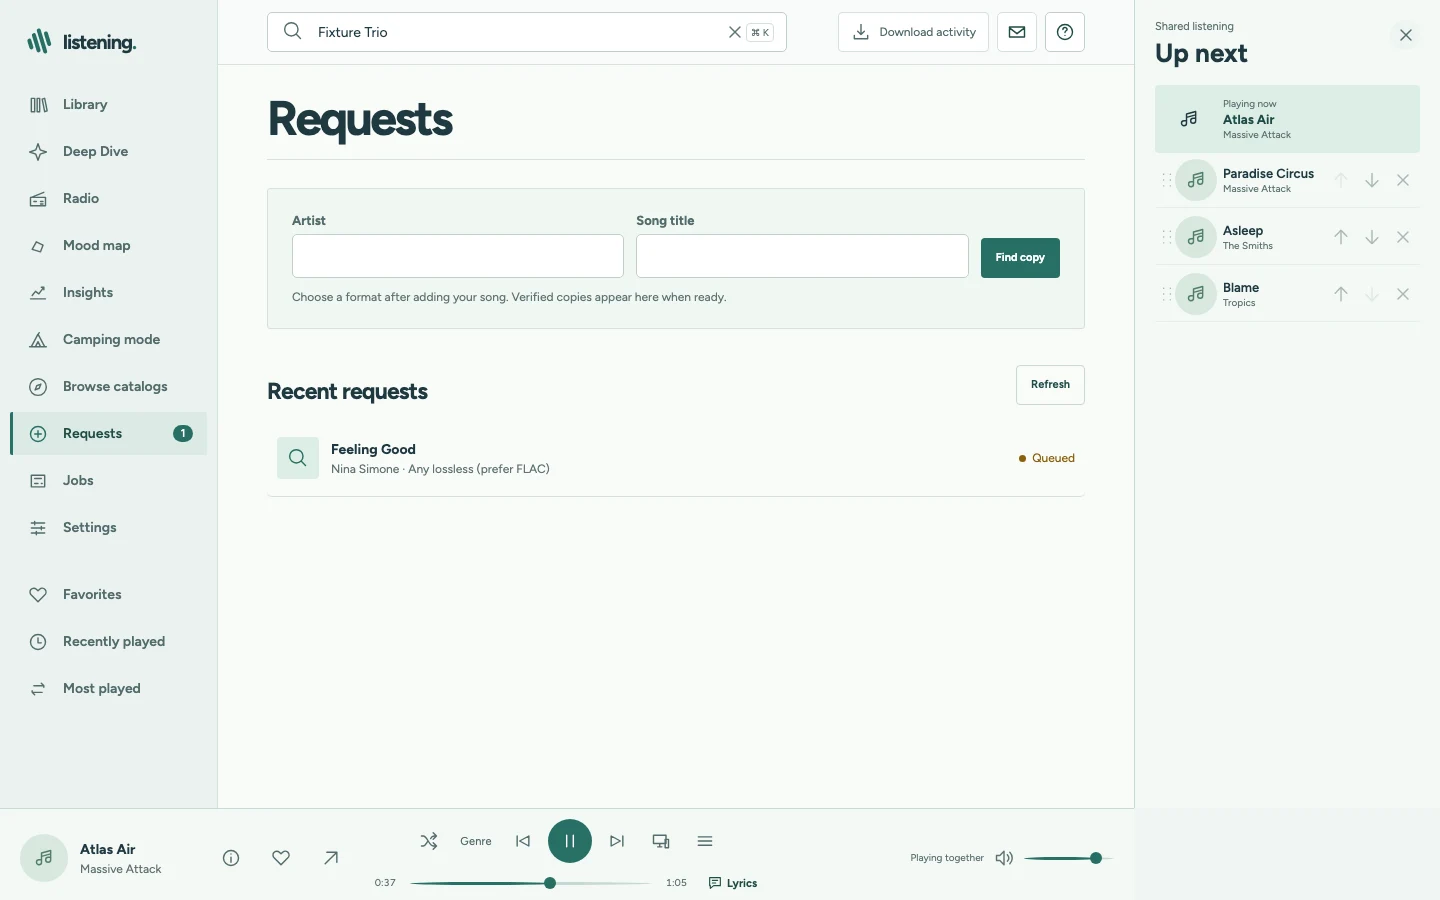 listening.
Library
Deep Dive
Radio
Mood map
Insights
Camping mode
Browse catalogs
Requests 1
Jobs
Settings
Favorites
Recently played
Most played
Fixture Trio
⌘ K
Download activity
Requests
Artist
Song title
Find copy
Choose a format after adding your song. Verified copies appear here when ready.
Recent requests
Refresh
Feeling Good
Nina Simone · Any lossless (prefer FLAC)
Queued
Shared listening
Up next
Playing now
Atlas Air
Massive Attack
Paradise Circus
Massive Attack
Asleep
The Smiths
Blame
Tropics
Atlas Air
Massive Attack
Genre
0:37
1:05
Lyrics
Playing together